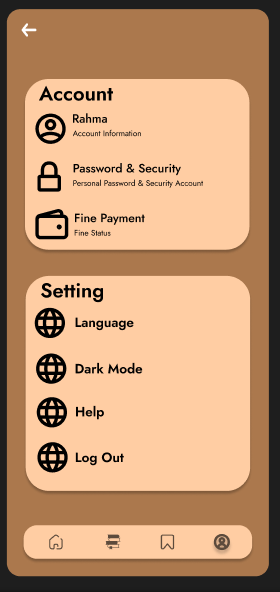 Account
Rahma
Account Information
Password & Security
Personal Password & Security Account
Fine Payment
Fine Status
Setting
Language
Dark Mode
Help
Log Out